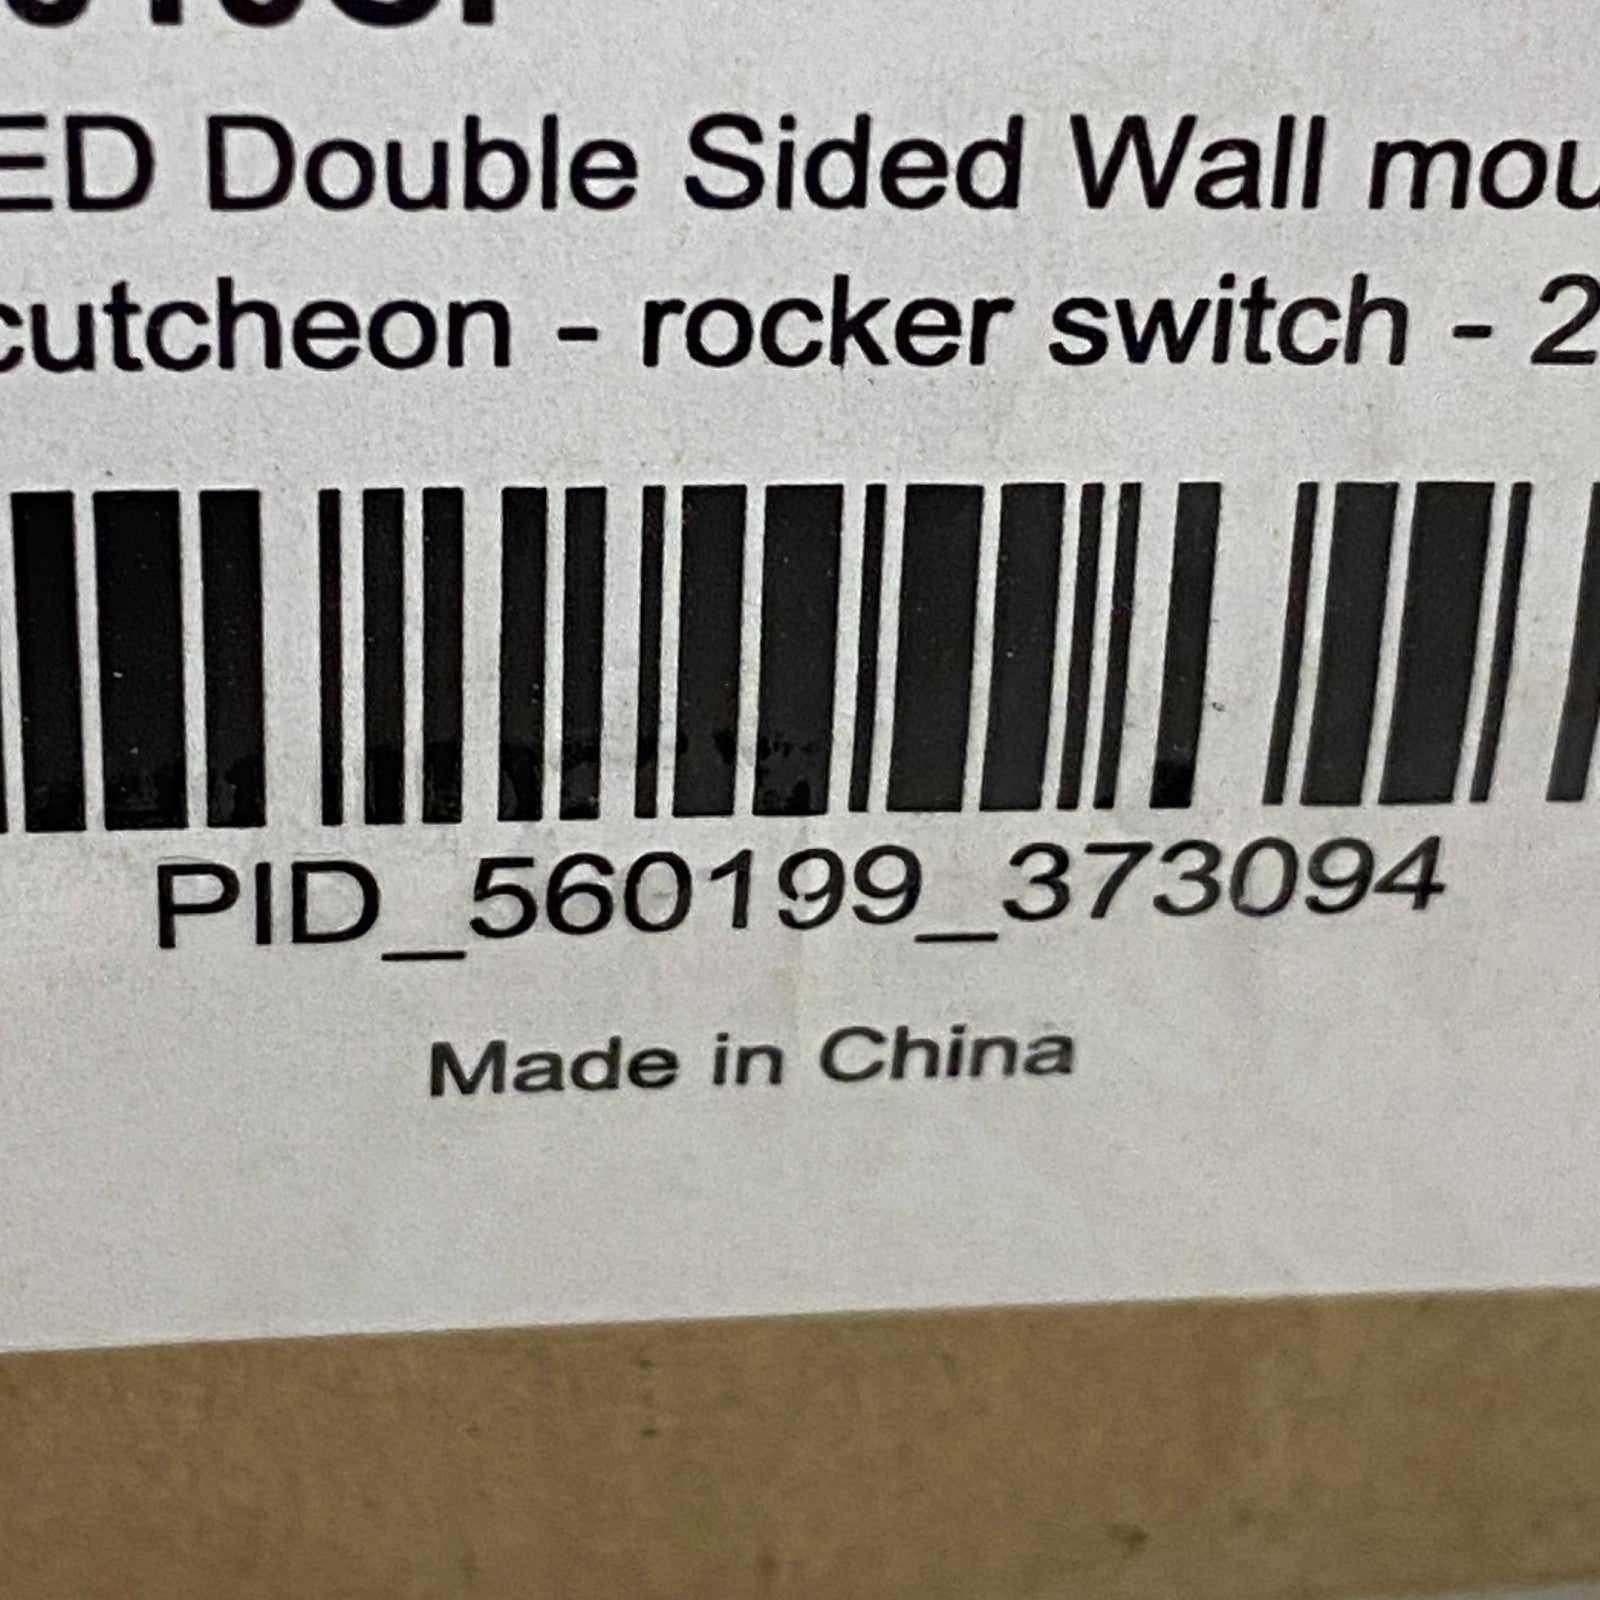 ED Double Sided Wall mou
cutcheon - rocker switch - 2
PID_560199_373094
Made in China